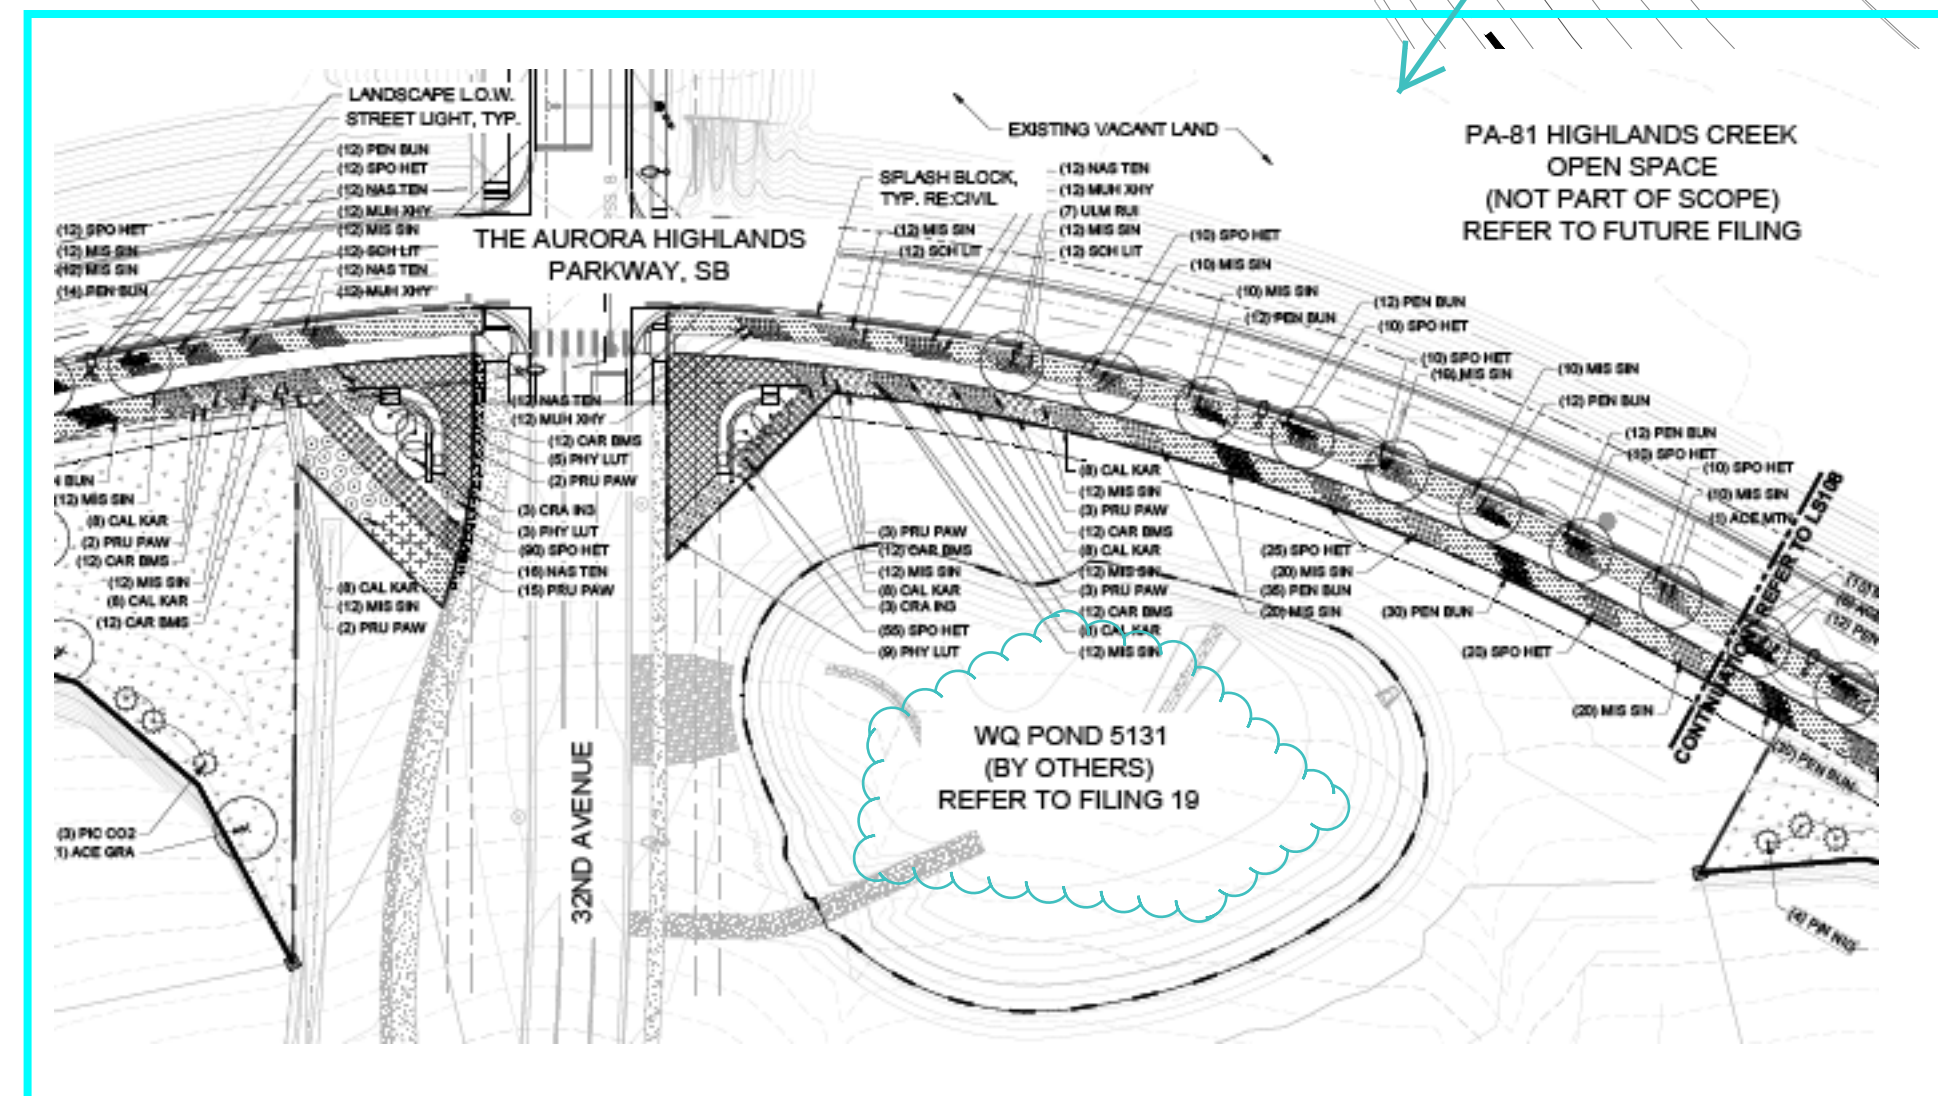 LANDSCAPE L.O.W.
STREET LIGHT, TYP.
(12) PEN BUN
(12) SPO HET
(12) NAS TEN
(12) MUH XHY
(12) MIS SIN
(12) SCH LIT
(12) NAS TEN
(12) MUH XHY
(12) SPO HET
(12) MIS SIN
(12) MIS SIN
(14) PEN BUN
THE AURORA HIGHLANDS
PARKWAY, SB
EXISTING VACANT LAND
SPLASH BLOCK,
TYP. RE:CIVIL
(12) MIS SIN
(12) SCH LIT
(12) NAS TEN
(12) MUH XHY
(7) ULM RUI
(12) MIS SIN
(12) SCH LIT
PA-81 HIGHLANDS CREEK
OPEN SPACE
(NOT PART OF SCOPE)
REFER TO FUTURE FILING
(10) SPO HET
(10) MIS SIN
(10) MIS SIN
(12) PEN BUN
(12) PEN BUN
(10) SPO HET
(10) SPO HET
(10) MIS SIN
(10) MIS SIN
(12) PEN BUN
(12) PEN BUN
(10) SPO HET
(10) SPO HET
(10) MIS SIN
(1) ACE MTN
CONTINUATION REFER TO LS108
(12) PEN
(12) NAS TEN
(12) MUH XHY
(12) CAR BMS
(5) PHY LUT
(2) PRU PAW
(3) CRA IN3
(3) PHY LUT
(90) SPO HET
(16) NAS TEN
(15) PRU PAW
BUN
(12) MIS SIN
(8) CAL KAR
(2) PRU PAW
(12) CAR BMS
(12) MIS SIN
(8) CAL KAR
(12) CAR BMS
(8) CAL KAR
(12) MIS SIN
(2) PRU PAW
(3) PRU PAW
(12) CAR BMS
(12) MIS SIN
(8) CAL KAR
(3) CRA IN3
(55) SPO HET
(9) PHY LUT
(8) CAL KAR
(12) MIS SIN
(3) PRU PAW
(12) CAR BMS
(8) CAL KAR
(12) MIS SIN
(3) PRU PAW
(12) CAR BMS
CAL KAR
(12) MIS SIN
(25) SPO HET
(20) MIS SIN
(35) PEN BUN
(20) MIS SIN
(30) PEN BUN
(20) SPO HET
(20) MIS SIN
PEN BUN
(4) PIN NIG
WQ POND 5131
(BY OTHERS)
REFER TO FILING 19
32ND AVENUE
(3) PIC CO2
1) ACE GRA